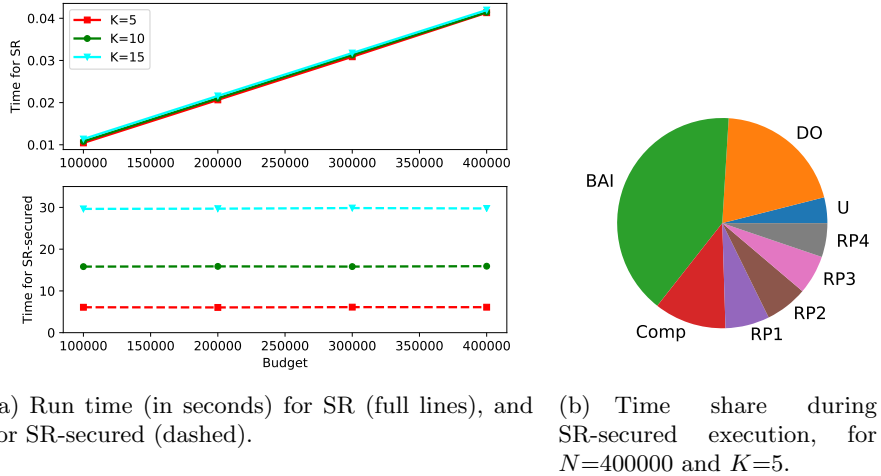 0.04
0.03
0.02
0.01
Time for SR
K=5
K=10
K=15
100000 150000 200000 250000 300000 350000 400000
30
20
10
0
Time for SR-secured
100000 150000 200000 250000 300000 350000 400000
Budget
DO
BAI
U
RP4
RP3
RP2
RP1
Comp
a) Run time (in seconds) for SR (full lines), and
or SR-secured (dashed).
(b) Time share during
SR-secured execution, for
N=400000 and K=5.